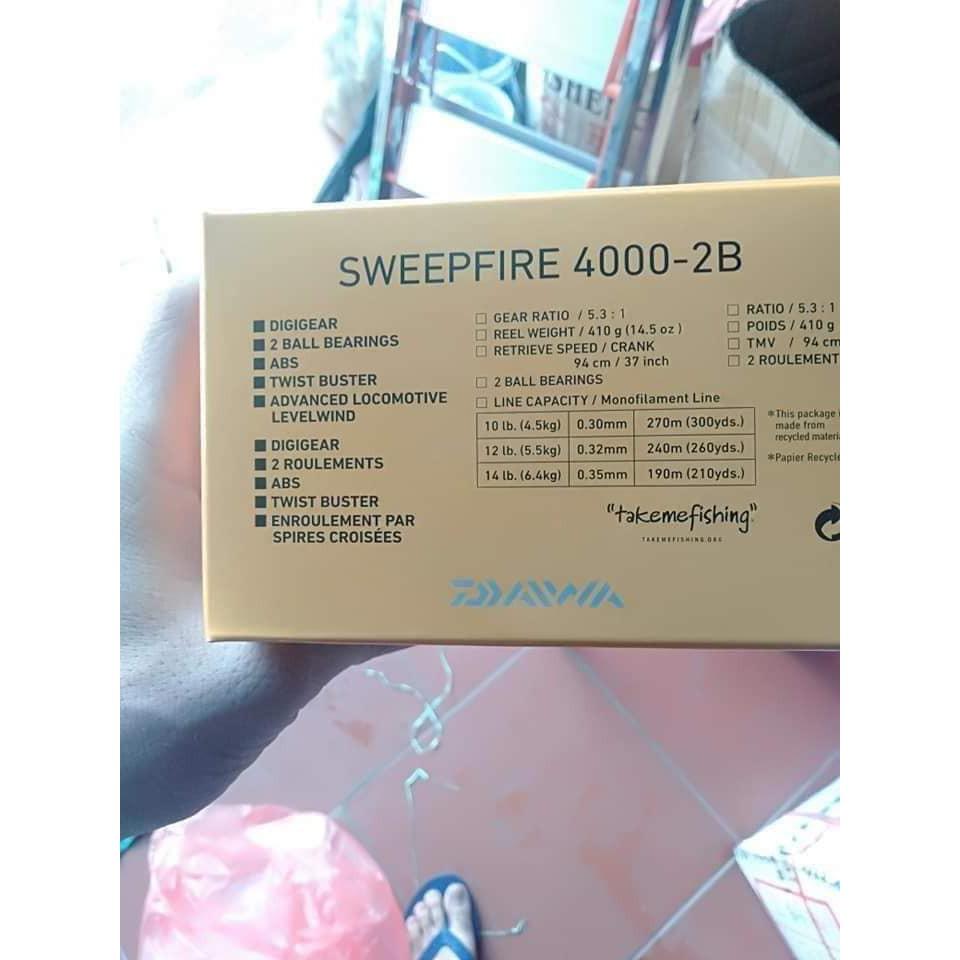 SHE
SWEEPFIRE 4000-2B
DIGIGEAR
2 BALL BEARINGS
ABS
TWIST BUSTER
ADVANCED LOCOMOTIVE
LEVELWIND
DIGIGEAR
2 ROULEMENTS
ABS
TWIST BUSTER
ENROULEMENT PAR
SPIRES CROISÉES
GEAR RATIO / 5.3 : 1
REEL WEIGHT / 410 g (14.5 oz )
RETRIEVE SPEED / CRANK
94 cm / 37 inch
2 BALL BEARINGS
LINE CAPACITY / Monofilament Line
10 lb. (4.5kg) 0.30mm 270m (300yds.)
12 lb. (5.5kg) 0.32mm 240m (260yds.)
14 lb. (6.4kg) 0.35mm 190m (210yds.)
RATIO / 5.3 : 1
POIDS / 410 g
TMV / 94 cm
2 ROULEMENT
*This package
made from
recycled materia
*Papier Recycle
"takemefishing"
TAKEMEFISHING.ORG
DAIWA